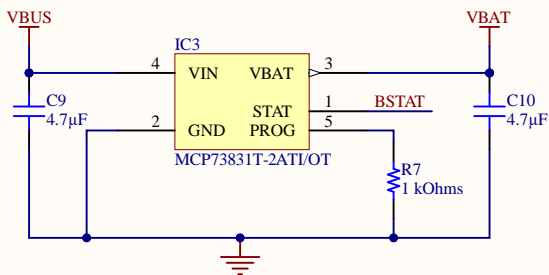 VBUS
VBAT
IC3
4
VIN
VBAT
3
C9
4.7µF
STAT
1
BSTAT
C10
4.7µF
2
GND
PROG
5
MCP73831T-2ATI/OT
R7
1 kOhms